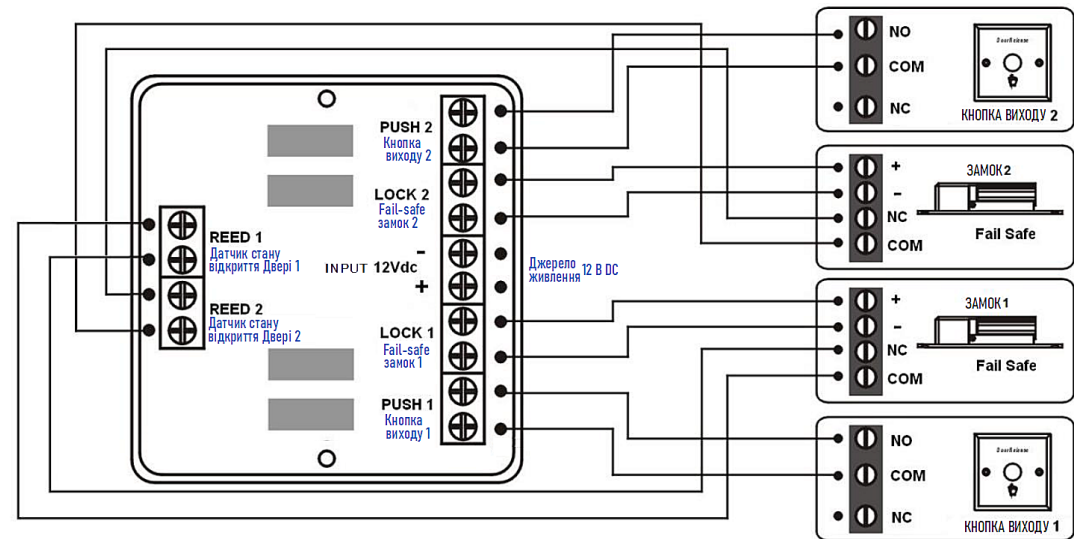 REED 1
Датчик стану
відкриття Двері 1
REED 2
Датчик стану
відкриття Двері 2
PUSH 2
Кнопка
виходу 2
LOCK 2
Fail-safe
замок 2
-
INPUT 12Vdc
+
LOCK 1
Fail-safe
замок 1
PUSH 1
Кнопка
виходу 1
Джерело
живлення 12 В DC
NO
COM
NC
КНОПКА ВИХОДУ 2
+
-
NC
COM
ЗАМОК 2
Fail Safe
+
-
NC
COM
ЗАМОК 1
Fail Safe
NO
COM
NC
КНОПКА ВИХОДУ 1